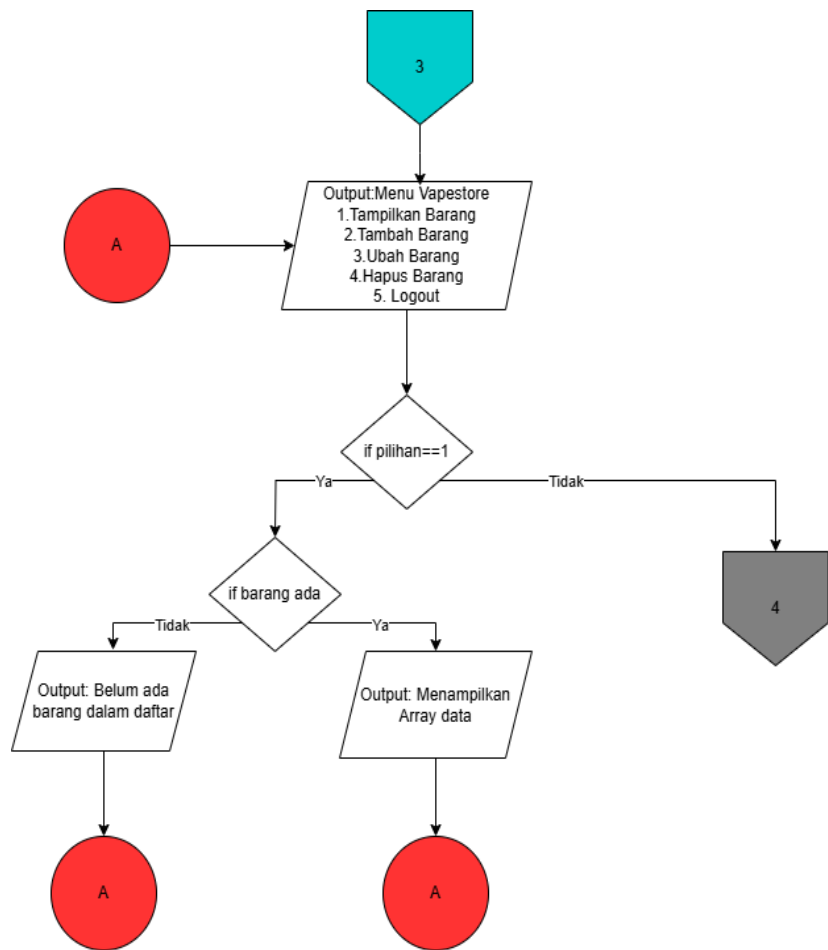 3
Output:Menu Vapestore
1.Tampilkan Barang
2.Tambah Barang
3.Ubah Barang
4.Hapus Barang
5. Logout
A
if pilihan==1
Ya
Tidak
if barang ada
4
Tidak
Ya
Output: Belum ada
barang dalam daftar
Output: Menampilkan
Array data
A
A